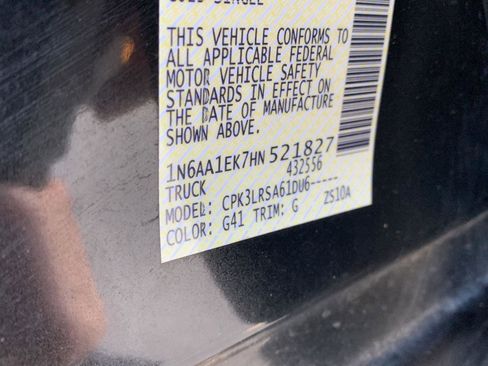 THIS VEHICLE CONFORMS TO
ALL APPLICABLE FEDERAL
MOTOR VEHICLE SAFETY
STANDARDS IN EFFECT ON
THE DATE OF MANUFACTURE
SHOWN ABOVE.
1N6AA1EK7HN521827
432556
TRUCK
MODEL: CPK3LRSA61DU6-----
COLOR: G41 TRIM: G ZS10A